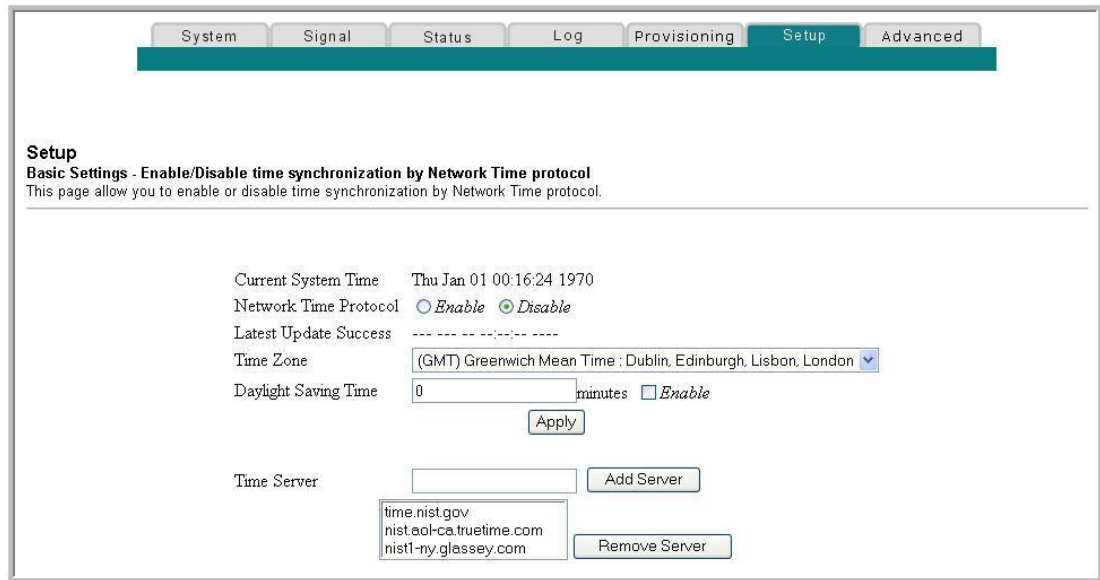 System Signal Status Log Provisioning Setup Advanced
Setup
Basic Settings - Enable/Disable time synchronization by Network Time protocol
This page allow you to enable or disable time synchronization by Network Time protocol.
Current System Time Thu Jan 01 00:16:24 1970
Network Time Protocol Enable Disable
Latest Update Success --- --- -- --:--:-- ----
Time Zone (GMT) Greenwich Mean Time : Dublin, Edinburgh, Lisbon, London
Daylight Saving Time 0 minutes Enable
Apply
Time Server Add Server
time.nist.gov
nist.aol-ca.truetime.com
nist1-ny.glassey.com Remove Server